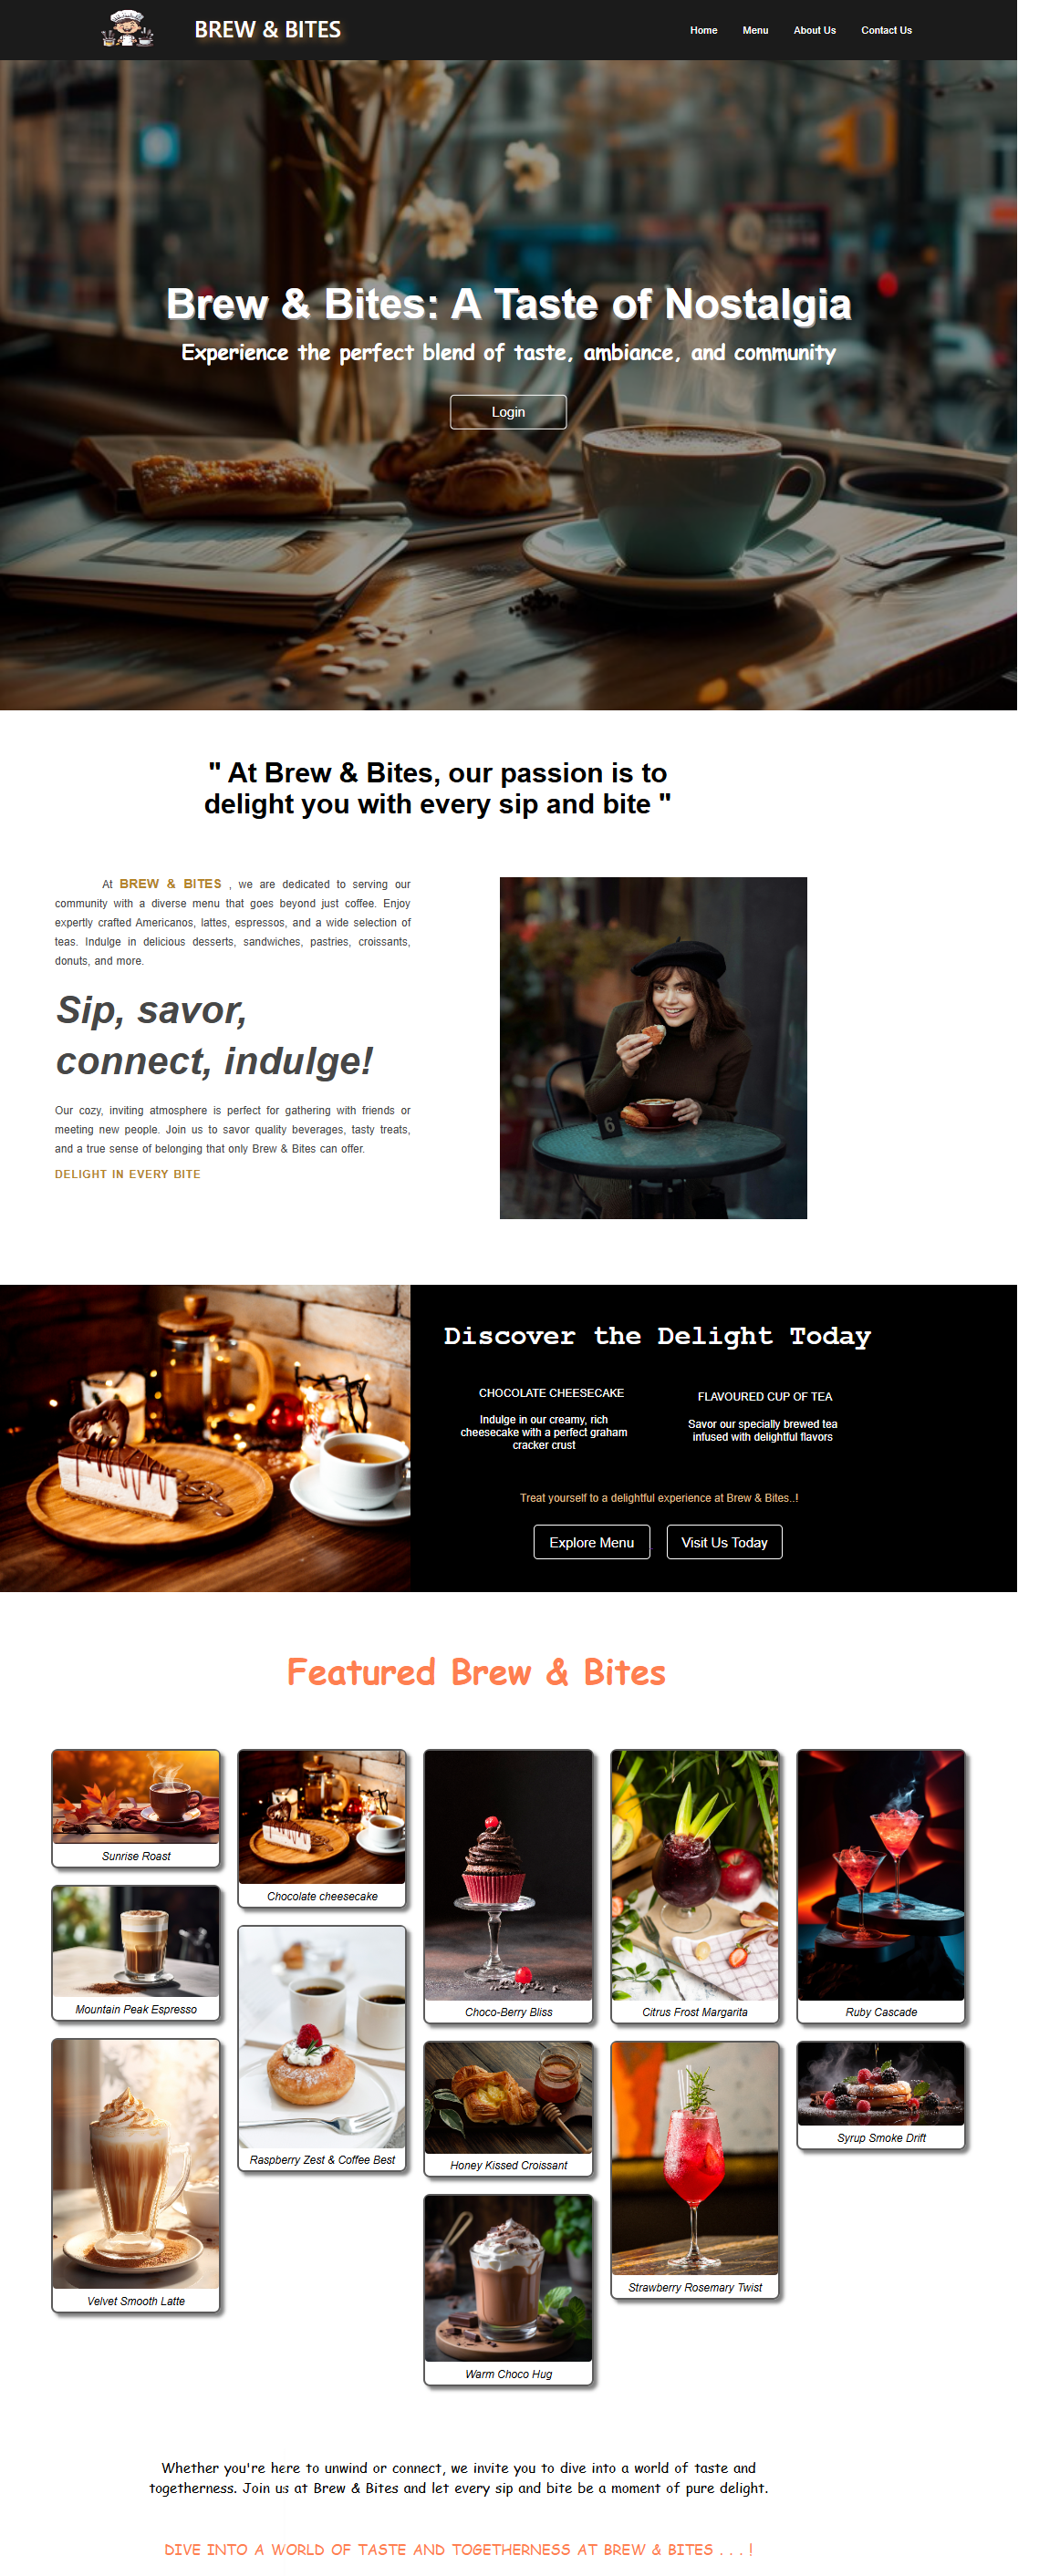 BREW & BITES
Home Menu About Us Contact Us
Brew & Bites: A Taste of Nostalgia
Experience the perfect blend of taste, ambiance, and community
Login
" At Brew & Bites, our passion is to
delight you with every sip and bite "
At BREW & BITES , we are dedicated to serving our
community with a diverse menu that goes beyond just coffee. Enjoy
expertly crafted Americanos, lattes, espressos, and a wide selection of
teas. Indulge in delicious desserts, sandwiches, pastries, croissants,
donuts, and more.
Sip, savor,
connect, indulge!
Our cozy, inviting atmosphere is perfect for gathering with friends or
meeting new people. Join us to savor quality beverages, tasty treats,
and a true sense of belonging that only Brew & Bites can offer.
DELIGHT IN EVERY BITE
6
Discover the Delight Today
CHOCOLATE CHEESECAKE
Indulge in our creamy, rich
cheesecake with a perfect graham
cracker crust
FLAVOURED CUP OF TEA
Savor our specially brewed tea
infused with delightful flavors
Treat yourself to a delightful experience at Brew & Bites..!
Explore Menu
Visit Us Today
Featured Brew & Bites
Sunrise Roast
Mountain Peak Espresso
Velvet Smooth Latte
Chocolate cheesecake
Raspberry Zest & Coffee Best
Choco-Berry Bliss
Honey Kissed Croissant
Warm Choco Hug
Citrus Frost Margarita
Strawberry Rosemary Twist
Ruby Cascade
Syrup Smoke Drift
Whether you're here to unwind or connect, we invite you to dive into a world of taste and
togetherness. Join us at Brew & Bites and let every sip and bite be a moment of pure delight.
DIVE INTO A WORLD OF TASTE AND TOGETHERNESS AT BREW & BITES . . . !